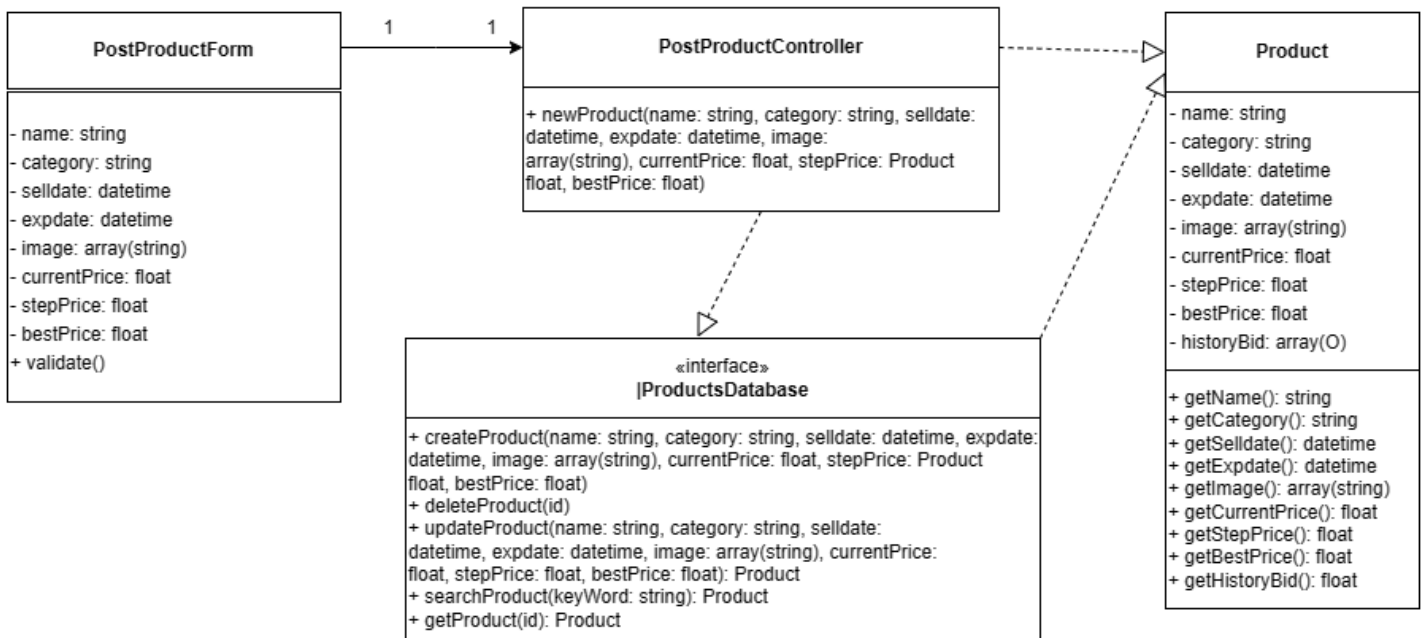 PostProductForm
- name: string
- category: string
- selldate: datetime
- expdate: datetime
- image: array(string)
- currentPrice: float
- stepPrice: float
- bestPrice: float
+ validate()
1
1
PostProductController
+ newProduct(name: string, category: string, selldate:
datetime, expdate: datetime, image:
array(string), currentPrice: float, stepPrice: Product
float, bestPrice: float)
«interface»
|ProductsDatabase
+ createProduct(name: string, category: string, selldate: datetime, expdate:
datetime, image: array(string), currentPrice: float, stepPrice: Product
float, bestPrice: float)
+ deleteProduct(id)
+ updateProduct(name: string, category: string, selldate:
datetime, expdate: datetime, image: array(string), currentPrice:
float, stepPrice: float, bestPrice: float): Product
+ searchProduct(keyWord: string): Product
+ getProduct(id): Product
Product
- name: string
- category: string
- selldate: datetime
- expdate: datetime
- image: array(string)
- currentPrice: float
- stepPrice: float
- bestPrice: float
- historyBid: array(O)
+ getName(): string
+ getCategory(): string
+ getSelldate(): datetime
+ getExpdate(): datetime
+ getImage(): array(string)
+ getCurrentPrice(): float
+ getStepPrice(): float
+ getBestPrice(): float
+ getHistoryBid(): float